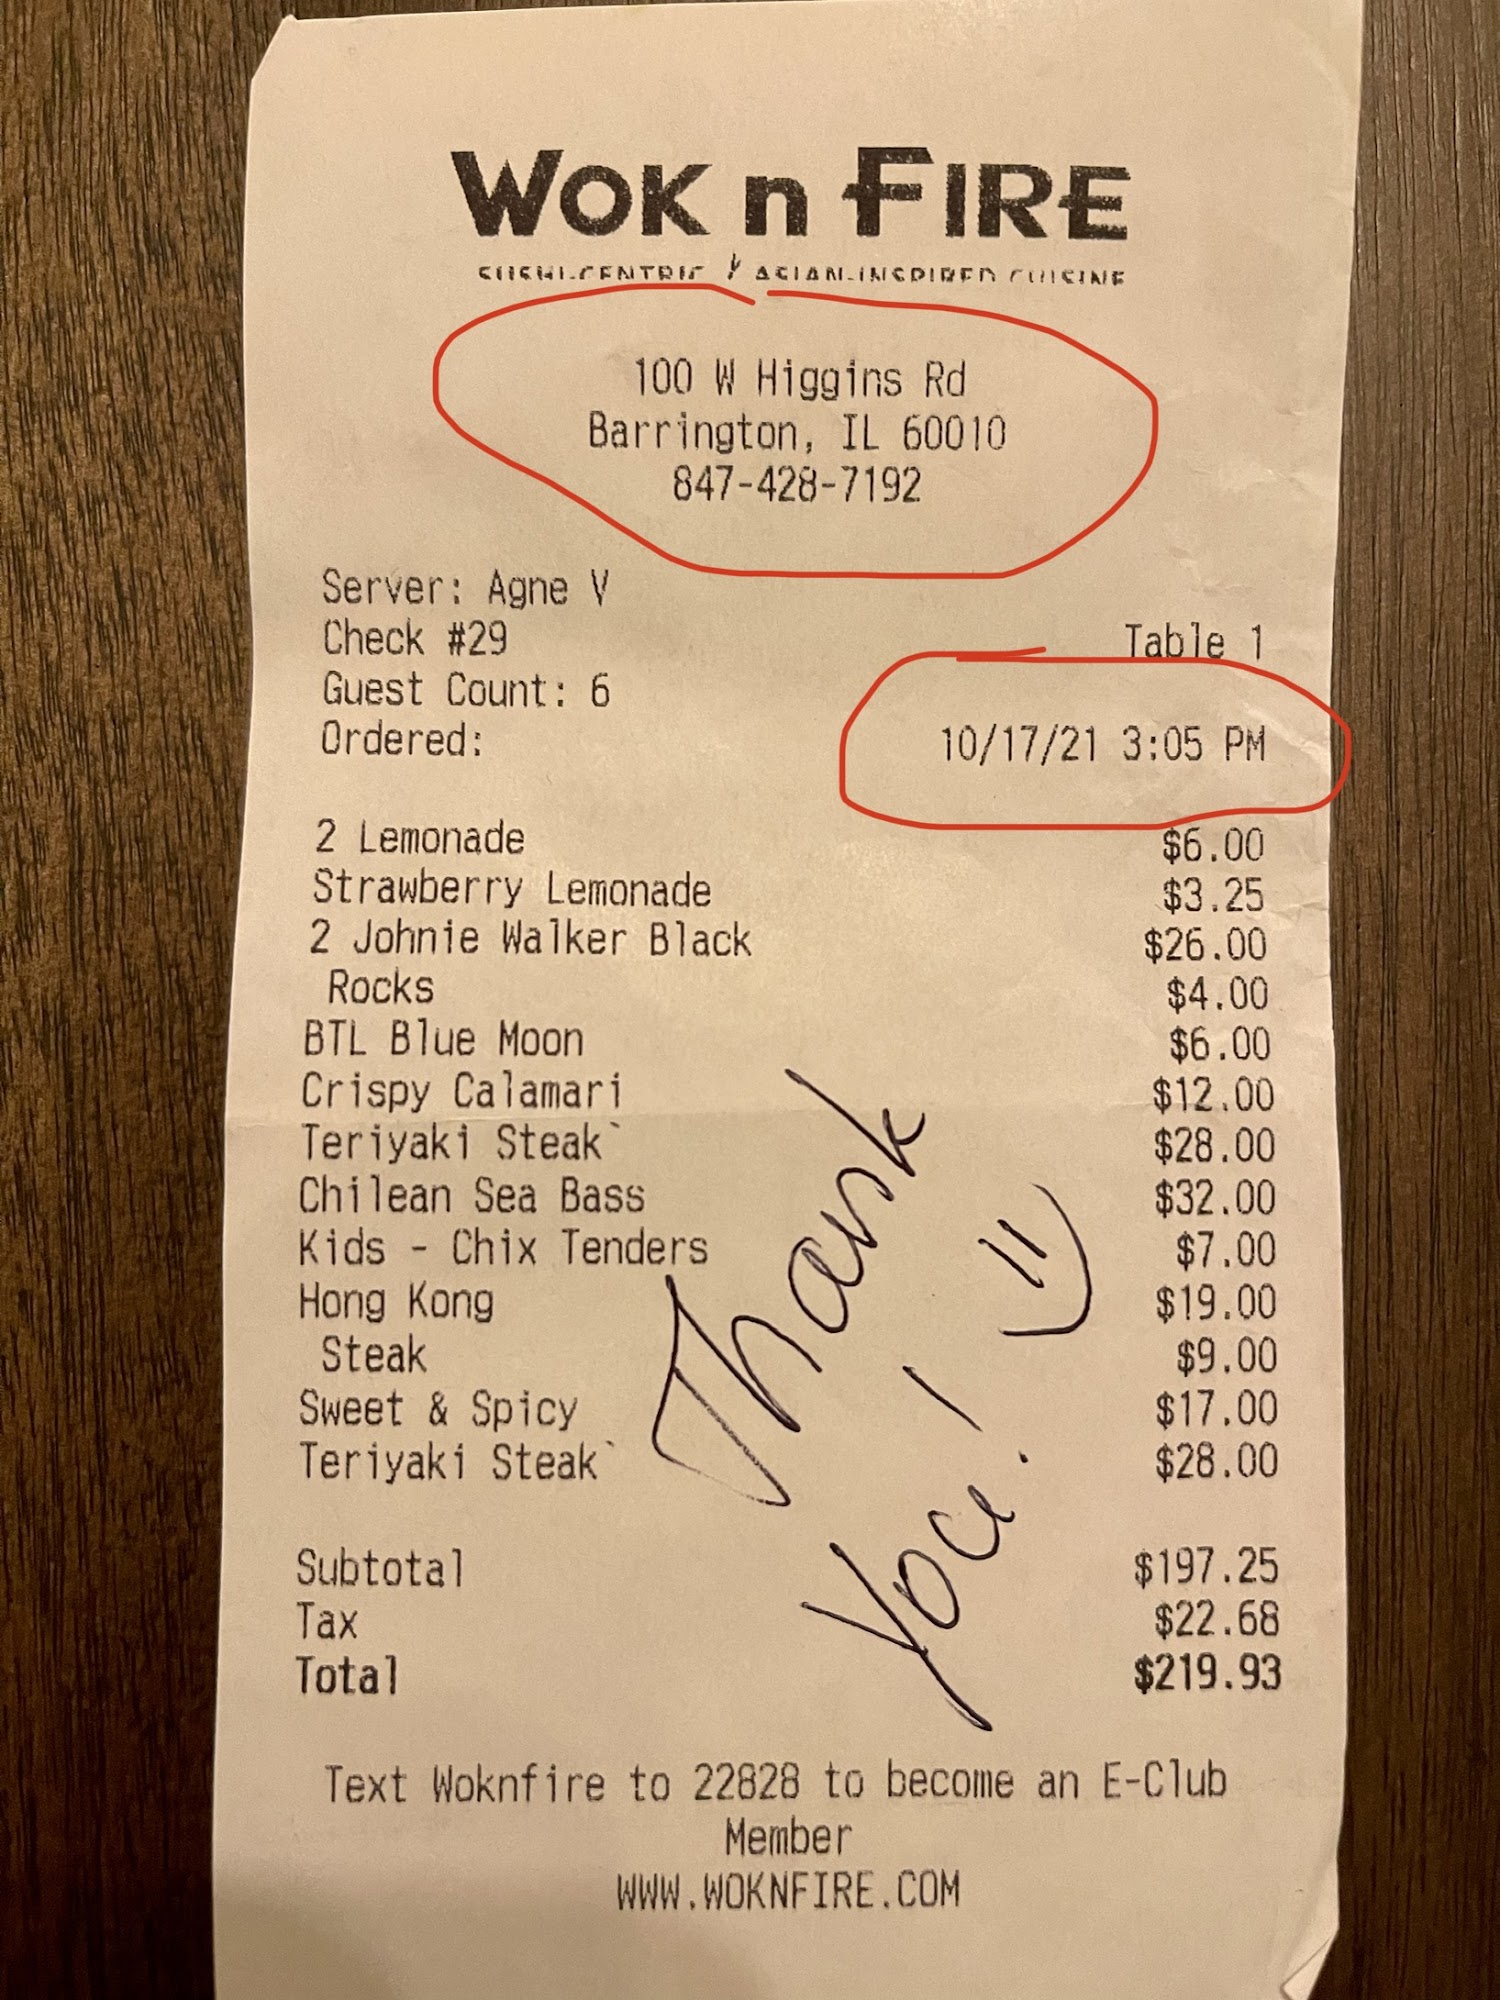 WOK n FIRE
SUSHI-CENTRIC ASIAN-INSPIRED CUISINE
100 W Higgins Rd
Barrington, IL 60010
847-428-7192
Server: Agne V
Check #29 Table 1
Guest Count: 6
Ordered: 10/17/21 3:05 PM
2 Lemonade $6.00
Strawberry Lemonade $3.25
2 Johnie Walker Black $26.00
Rocks $4.00
BTL Blue Moon $6.00
Crispy Calamari $12.00
Teriyaki Steak` $28.00
Chilean Sea Bass $32.00
Kids - Chix Tenders $7.00
Hong Kong $19.00
Steak $9.00
Sweet & Spicy $17.00
Teriyaki Steak` $28.00
Thank
You!
Subtotal $197.25
Tax $22.68
Total $219.93
Text Woknfire to 22828 to become an E-Club
Member
WWW.WOKNFIRE.COM